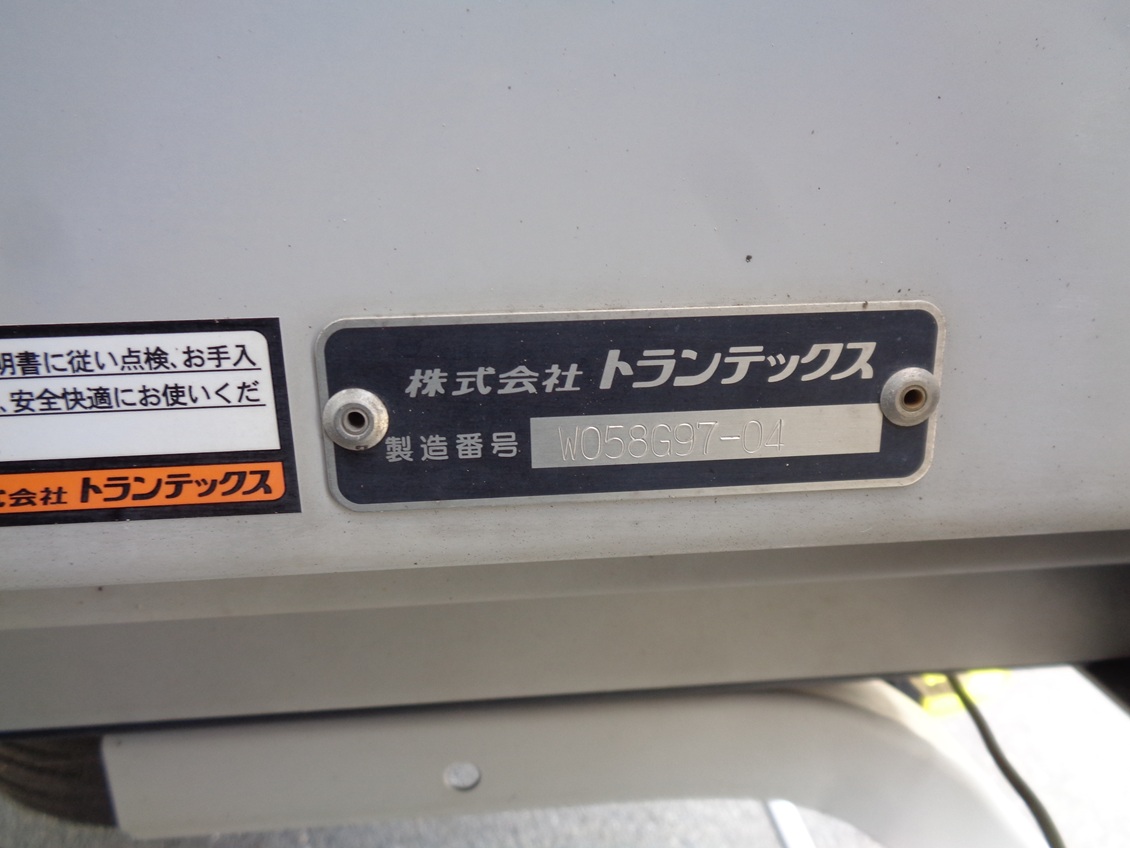 明書に従い点検、お手入
、安全快適にお使いくだ
式会社 トランテックス
株式会社 トランテックス
製造番号 W058G97-04